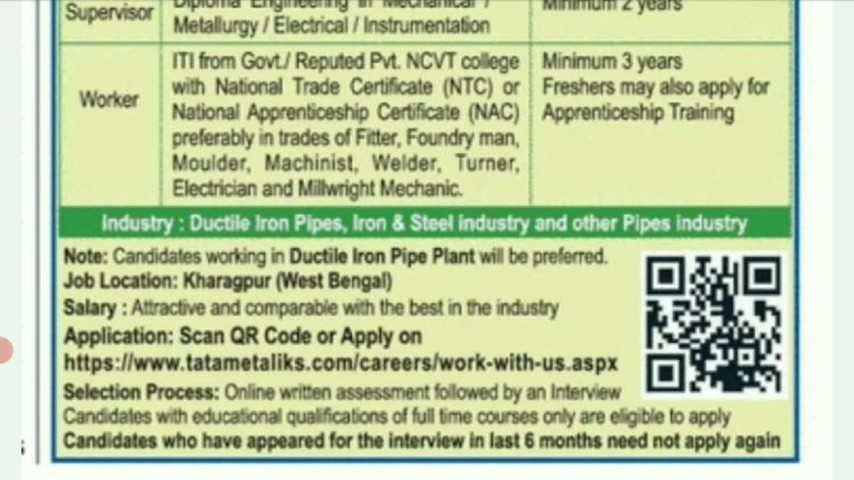 Supervisor
Diploma Engineering in Mechanical /
Metallurgy / Electrical / Instrumentation
Minimum 2 years
Worker
ITI from Govt./ Reputed Pvt. NCVT college
with National Trade Certificate (NTC) or
National Apprenticeship Certificate (NAC)
preferably in trades of Fitter, Foundry man,
Moulder, Machinist, Welder, Turner,
Electrician and Millwright Mechanic.
Minimum 3 years
Freshers may also apply for
Apprenticeship Training
Industry : Ductile Iron Pipes, Iron & Steel industry and other Pipes industry
Note: Candidates working in Ductile Iron Pipe Plant will be preferred.
Job Location: Kharagpur (West Bengal)
Salary : Attractive and comparable with the best in the industry
Application: Scan QR Code or Apply on
https://www.tatametaliks.com/careers/work-with-us.aspx
Selection Process: Online written assessment followed by an Interview
Candidates with educational qualifications of full time courses only are eligible to apply
Candidates who have appeared for the interview in last 6 months need not apply again